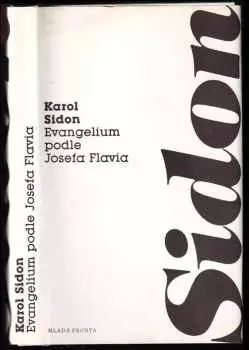 Karol Sidon
Evangelium podle Josefa Flavia
Karol
Sidon
Evangelium
podle
Josefa Flavia
MLADÁ FRONTA
Sidon